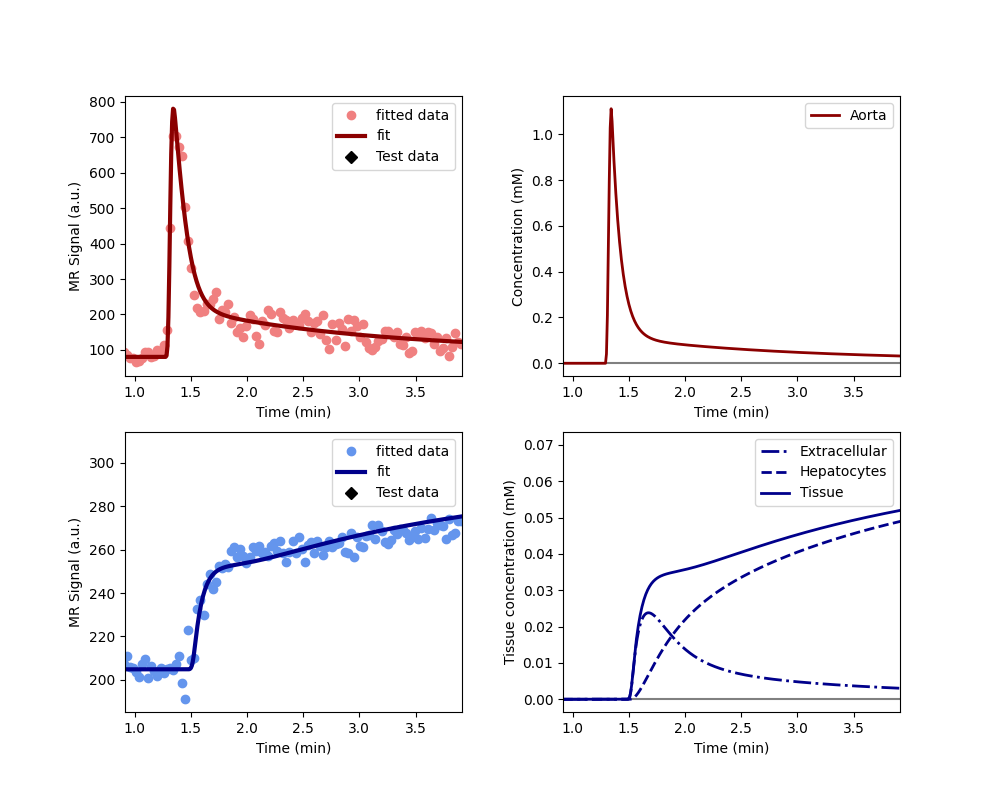 800
700
600
500
400
300
200
100
MR Signal (a.u.)
fitted data
fit
Test data
1.0 1.5 2.0 2.5 3.0 3.5
Time (min)
1.0
0.8
0.6
0.4
0.2
0.0
Concentration (mM)
Aorta
1.0 1.5 2.0 2.5 3.0 3.5
Time (min)
300
280
260
240
220
200
MR Signal (a.u.)
fitted data
fit
Test data
1.0 1.5 2.0 2.5 3.0 3.5
Time (min)
0.07
0.06
0.05
0.04
0.03
0.02
0.01
0.00
Tissue concentration (mM)
Extracellular
Hepatocytes
Tissue
1.0 1.5 2.0 2.5 3.0 3.5
Time (min)